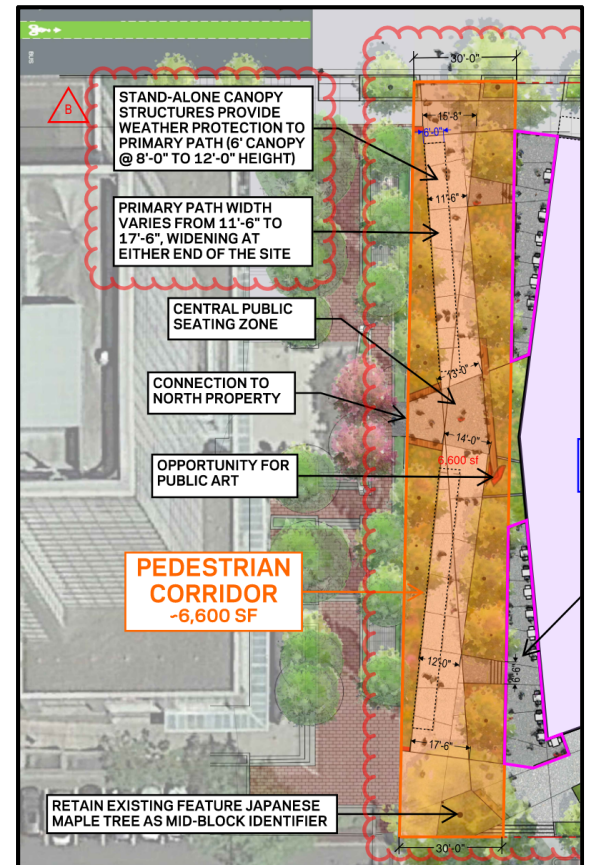 BUS
30'-0"
B
STAND-ALONE CANOPY
STRUCTURES PROVIDE
WEATHER PROTECTION TO
PRIMARY PATH (6' CANOPY
@ 8'-0" TO 12'-0" HEIGHT)
15'-8"
6'-0"
11'-6"
PRIMARY PATH WIDTH
VARIES FROM 11'-6" TO
17'-6", WIDENING AT
EITHER END OF THE SITE
CENTRAL PUBLIC
SEATING ZONE
CONNECTION TO
NORTH PROPERTY
13'-0"
14'-0"
6,600 sf
OPPORTUNITY FOR
PUBLIC ART
PEDESTRIAN
CORRIDOR
~6,600 SF
12'-0"
6'-6"
17'-6"
RETAIN EXISTING FEATURE JAPANESE
MAPLE TREE AS MID-BLOCK IDENTIFIER
30'-0"